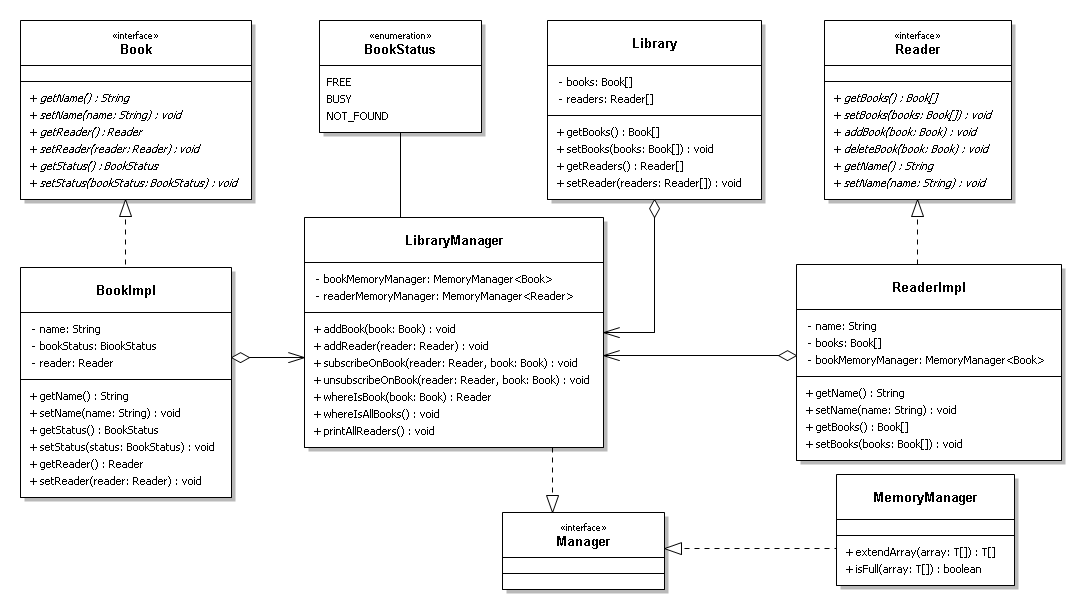 «interface»
Book
+ getName() : String
+ setName(name: String) : void
+ getReader() : Reader
+ setReader(reader: Reader) : void
+ getStatus() : BookStatus
+ setStatus(bookStatus: BookStatus) : void
«enumeration»
BookStatus
FREE
BUSY
NOT_FOUND
Library
- books: Book[]
- readers: Reader[]
+ getBooks() : Book[]
+ setBooks(books: Book[]) : void
+ getReaders() : Reader[]
+ setReader(readers: Reader[]) : void
«interface»
Reader
+ getBooks() : Book[]
+ setBooks(books: Book[]) : void
+ addBook(book: Book) : void
+ deleteBook(book: Book) : void
+ getName() : String
+ setName(name: String) : void
BookImpl
- name: String
- bookStatus: BiookStatus
- reader: Reader
+ getName() : String
+ setName(name: String) : void
+ getStatus() : BookStatus
+ setStatus(status: BookStatus) : void
+ getReader() : Reader
+ setReader(reader: Reader) : void
LibraryManager
- bookMemoryManager: MemoryManager<Book>
- readerMemoryManager: MemoryManager<Reader>
+ addBook(book: Book) : void
+ addReader(reader: Reader) : void
+ subscribeOnBook(reader: Reader, book: Book) : void
+ unsubscribeOnBook(reader: Reader, book: Book) : void
+ whereIsBook(book: Book) : Reader
+ whereIsAllBooks() : void
+ printAllReaders() : void
ReaderImpl
- name: String
- books: Book[]
- bookMemoryManager: MemoryManager<Book>
+ getName() : String
+ setName(name: String) : void
+ getBooks() : Book[]
+ setBooks(books: Book[]) : void
«interface»
Manager
MemoryManager
+ extendArray(array: T[]) : T[]
+ isFull(array: T[]) : boolean